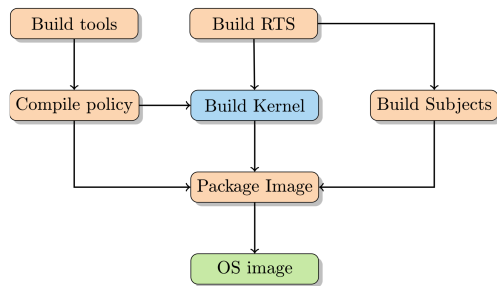 Build tools
Build RTS
Compile policy
Build Kernel
Build Subjects
Package Image
OS image